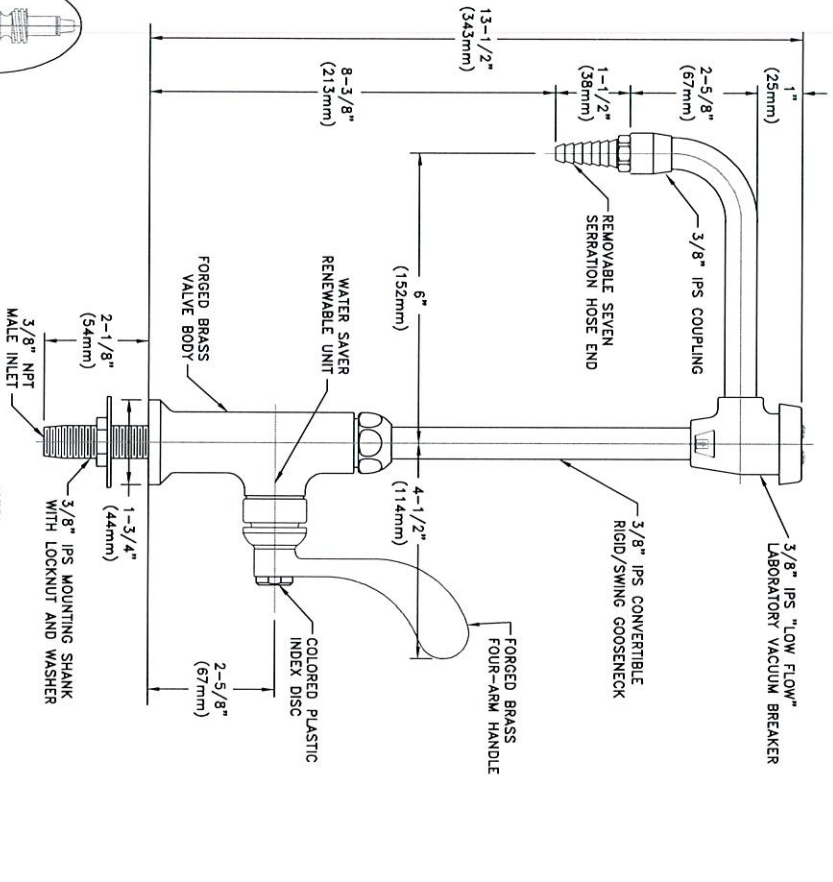 13-1/2"
(343mm)
1"
(25mm)
2-5/8"
(67mm)
1-1/2"
(38mm)
8-3/8"
(213mm)
3/8" IPS "LOW FLOW"
LABORATORY VACUUM BREAKER
3/8" IPS COUPLING
REMOVABLE SEVEN
SERRATION HOSE END
3/8" IPS CONVERTIBLE
RIGID/SWING GOOSENECK
6"
(152mm)
4-1/2"
(114mm)
FORGED BRASS
FOUR-ARM HANDLE
WATER SAVER
RENEWABLE UNIT
FORGED BRASS
VALVE BODY
COLORED PLASTIC
INDEX DISC
2-5/8"
(67mm)
2-1/8"
(54mm)
1-3/4"
(44mm)
3/8" NPT
MALE INLET
3/8" IPS MOUNTING SHANK
WITH LOCKNUT AND WASHER